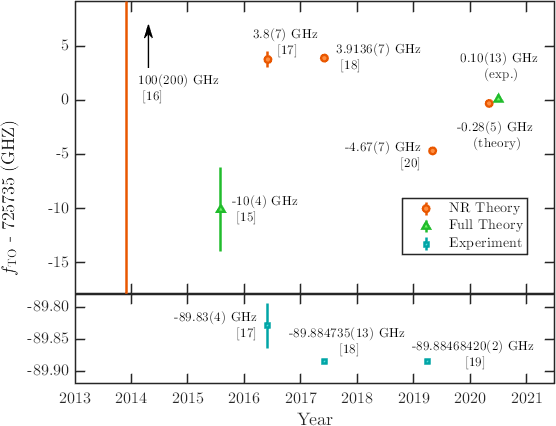 3.8(7) GHz
[17]
3.9136(7) GHz
[18]
0.10(13) GHz
(exp.)
100(200) GHz
[16]
-0.28(5) GHz
(theory)
-4.67(7) GHz
[20]
-10(4) GHz
[15]
NR Theory
Full Theory
Experiment
5
0
-5
-10
-15
fTO - 725735 (GHZ)
-89.83(4) GHz
[17]
-89.884735(13) GHz
[18]
-89.88468420(2) GHz
[19]
-89.80
-89.85
-89.90
2013 2014 2015 2016 2017 2018 2019 2020 2021
Year